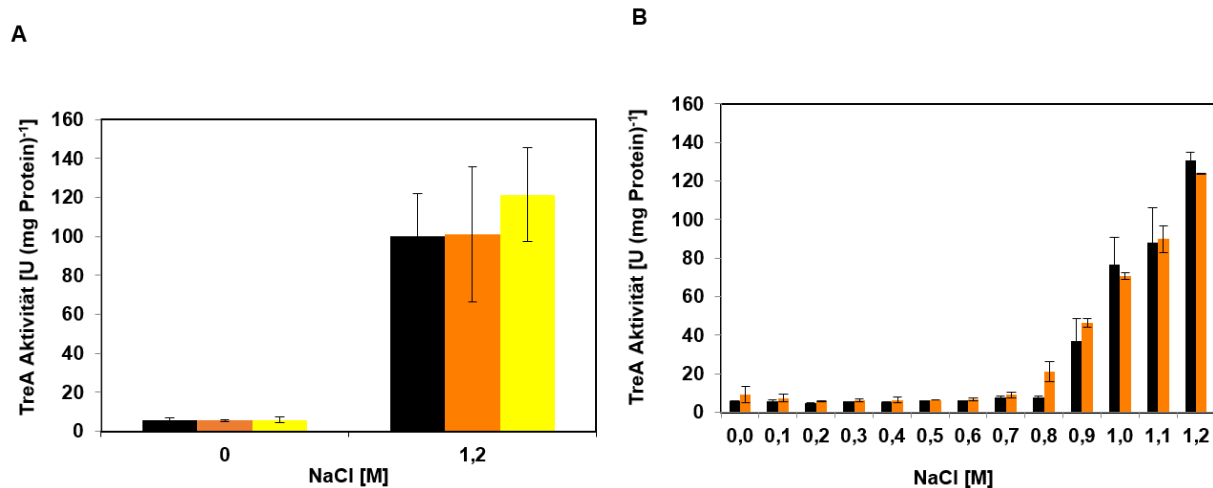 A
TreA Aktivität [U (mg Protein)-1]
160
140
120
100
80
60
40
20
0
0 1,2
NaCl [M]
B
TreA Aktivität [U (mg Protein)-1]
160
140
120
100
80
60
40
20
0
0,0 0,1 0,2 0,3 0,4 0,5 0,6 0,7 0,8 0,9 1,0 1,1 1,2
NaCl [M]